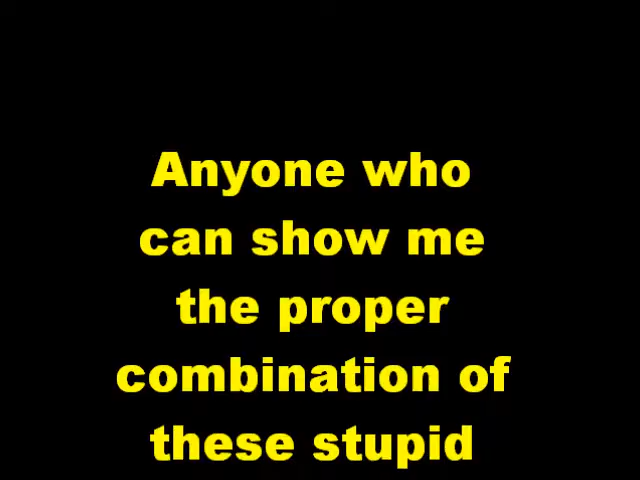 Anyone who
can show me
the proper
combination of
these stupid